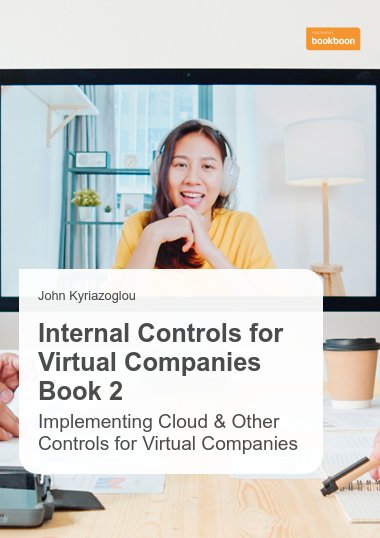 bookboon
John Kyriazoglou
Internal Controls for
Virtual Companies
Book 2
Implementing Cloud & Other
Controls for Virtual Companies